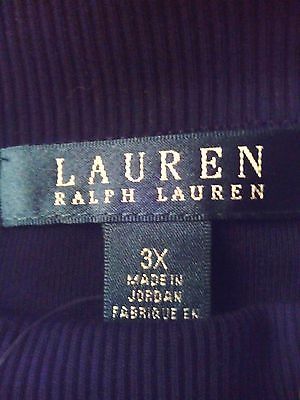 LAUREN
RALPH LAUREN
3X
MADE IN
JORDAN
FABRIQUE EN